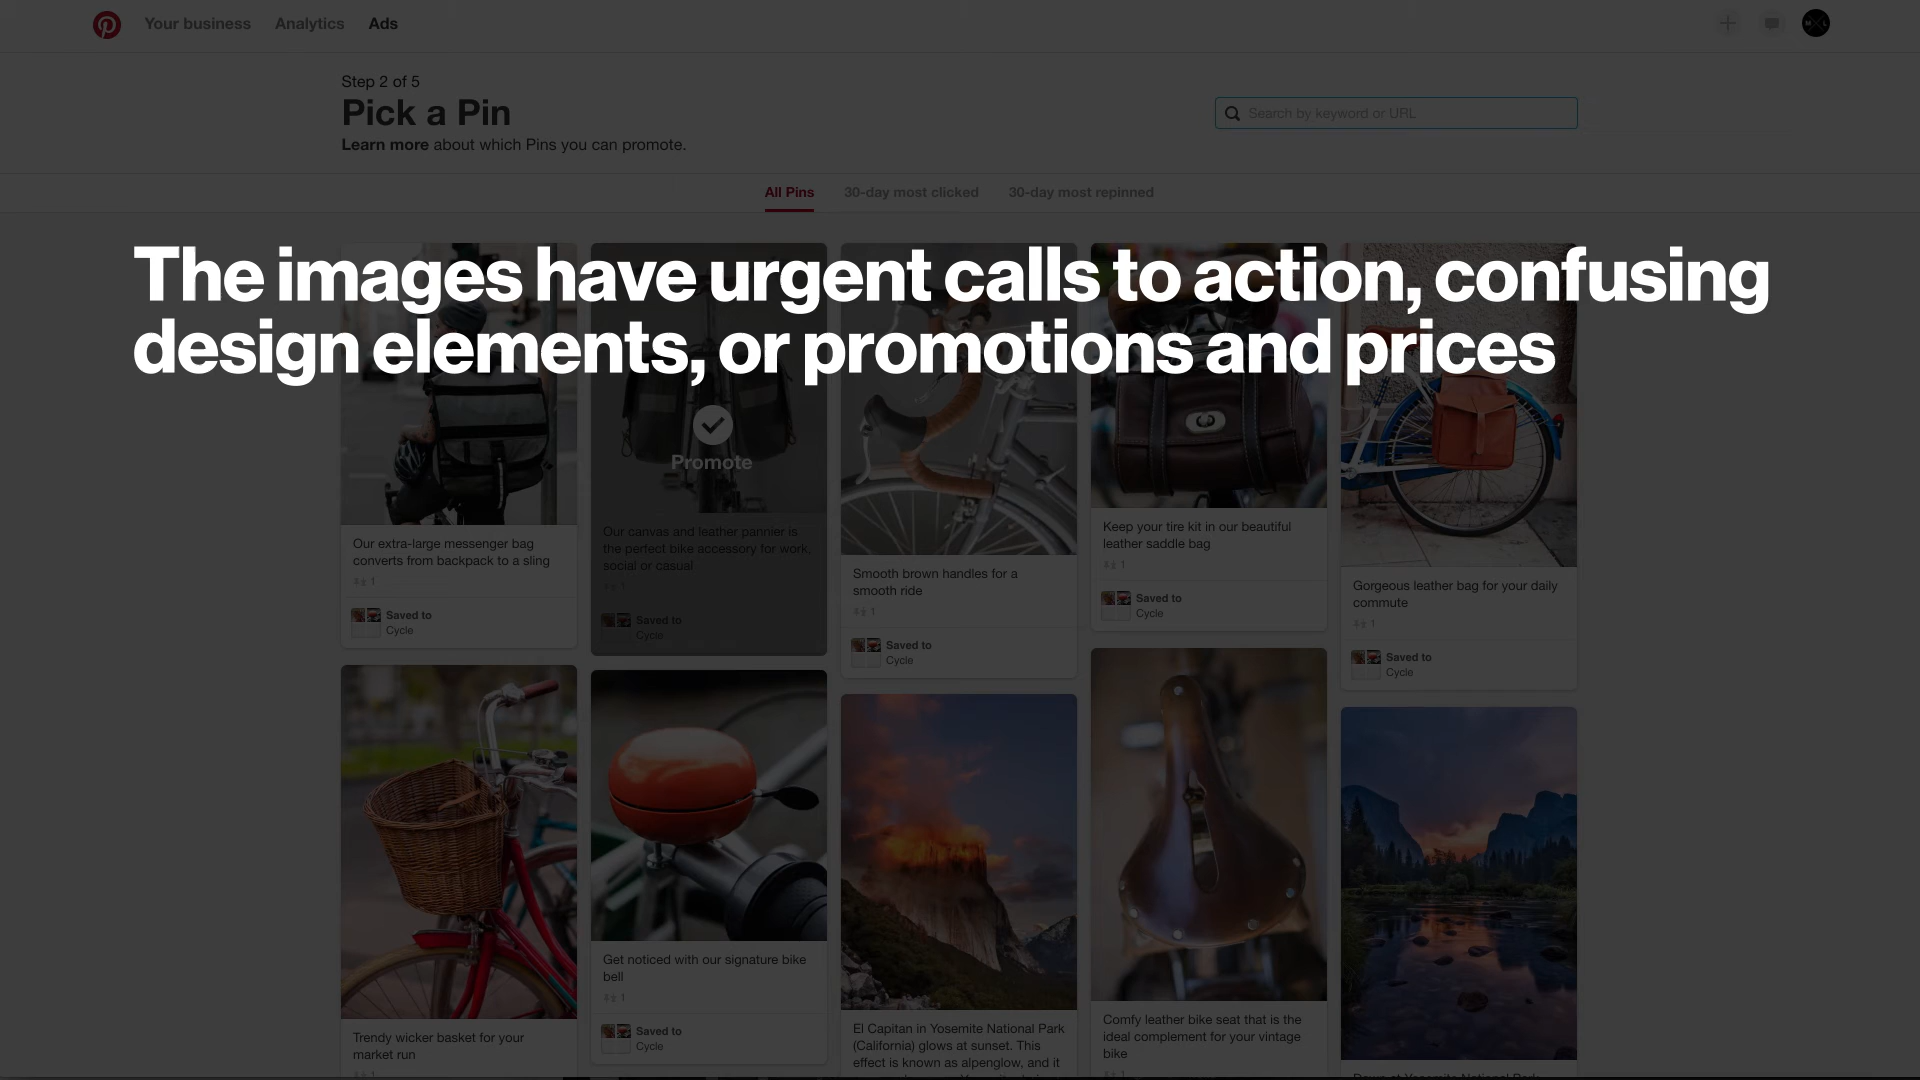 Your business Analytics Ads
Step 2 of 5
Pick a Pin
Search by keyword or URL
Learn more about which Pins you can promote.
All Pins 30-day most clicked 30-day most repinned
The images have urgent calls to action, confusing
design elements, or promotions and prices
Promote
Our extra-large messenger bag
converts from backpack to a sling
1
Saved to
Cycle
Our canvas and leather pannier is
the perfect bike accessory for work,
social or casual
1
Saved to
Cycle
Smooth brown handles for a
smooth ride
1
Saved to
Cycle
Keep your tire kit in our beautiful
leather saddle bag
1
Saved to
Cycle
Gorgeous leather bag for your daily
commute
1
Saved to
Cycle
Trendy wicker basket for your
market run
1
Get noticed with our signature bike
bell
1
Saved to
Cycle
El Capitan in Yosemite National Park
(California) glows at sunset. This
effect is known as alpenglow, and it
Comfy leather bike seat that is the
ideal complement for your vintage
bike
1